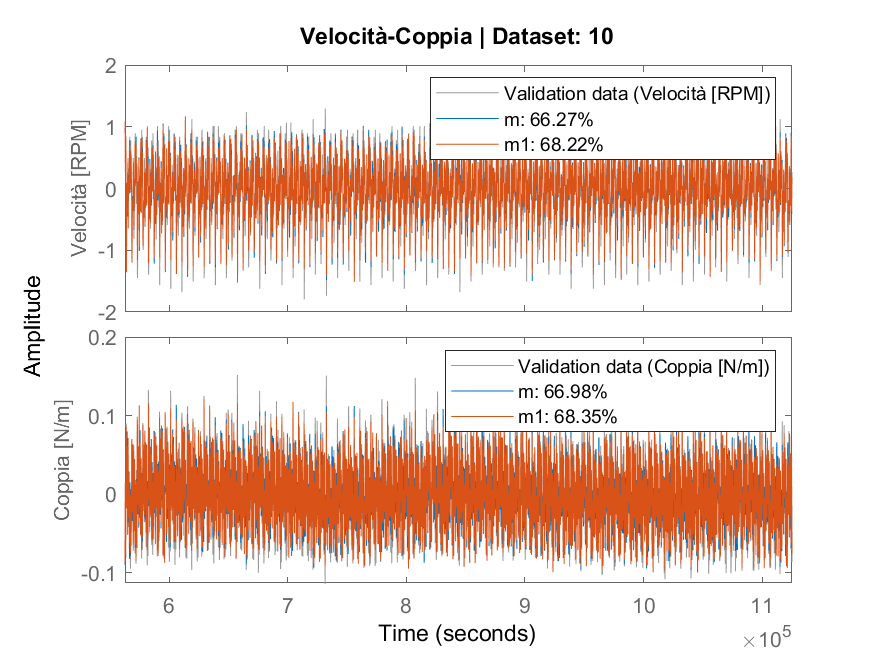 Velocità-Coppia | Dataset: 10
Amplitude
Velocità [RPM]
2
1
0
-1
-2
Validation data (Velocità [RPM])
m: 66.27%
m1: 68.22%
Coppia [N/m]
0.2
0.1
0
-0.1
Validation data (Coppia [N/m])
m: 66.98%
m1: 68.35%
6 7 8 9 10 11
Time (seconds)
×10⁵